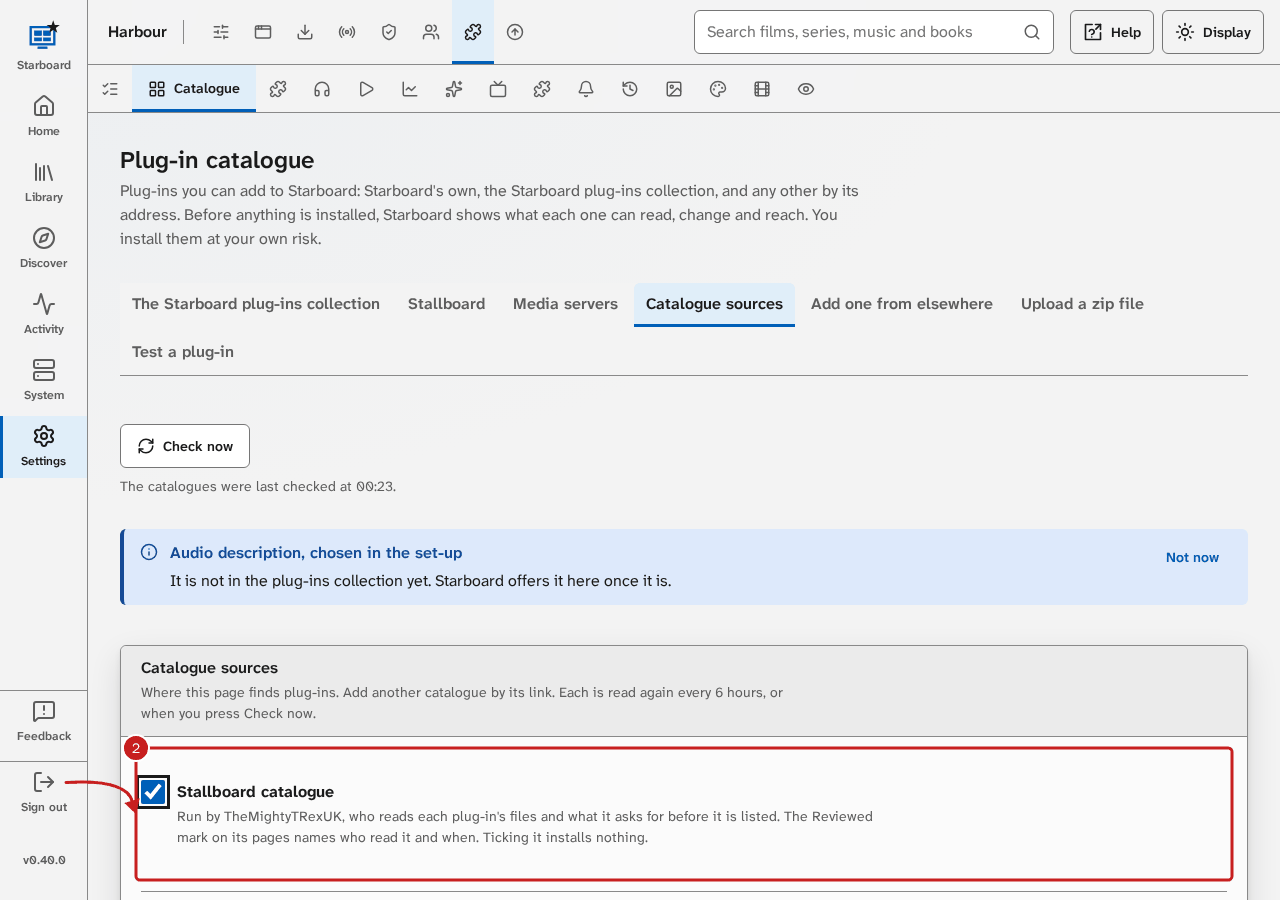 Starboard
Home
Library
Discover
Activity
System
Settings
Feedback
Sign out
v0.40.0
Harbour
Search films, series, music and books
Help
Display
Catalogue
Plug-in catalogue
Plug-ins you can add to Starboard: Starboard's own, the Starboard plug-ins collection, and any other by its
address. Before anything is installed, Starboard shows what each one can read, change and reach. You
install them at your own risk.
The Starboard plug-ins collection
Stallboard
Media servers
Catalogue sources
Add one from elsewhere
Upload a zip file
Test a plug-in
Check now
The catalogues were last checked at 00:23.
Audio description, chosen in the set-up
It is not in the plug-ins collection yet. Starboard offers it here once it is.
Not now
Catalogue sources
Where this page finds plug-ins. Add another catalogue by its link. Each is read again every 6 hours, or
when you press Check now.
2
Stallboard catalogue
Run by TheMightyTRexUK, who reads each plug-in's files and what it asks for before it is listed. The Reviewed
mark on its pages names who read it and when. Ticking it installs nothing.